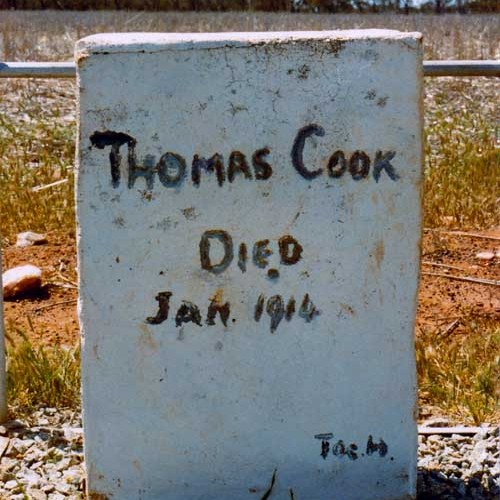 THOMAS COOK
DIED
JAN. 1914